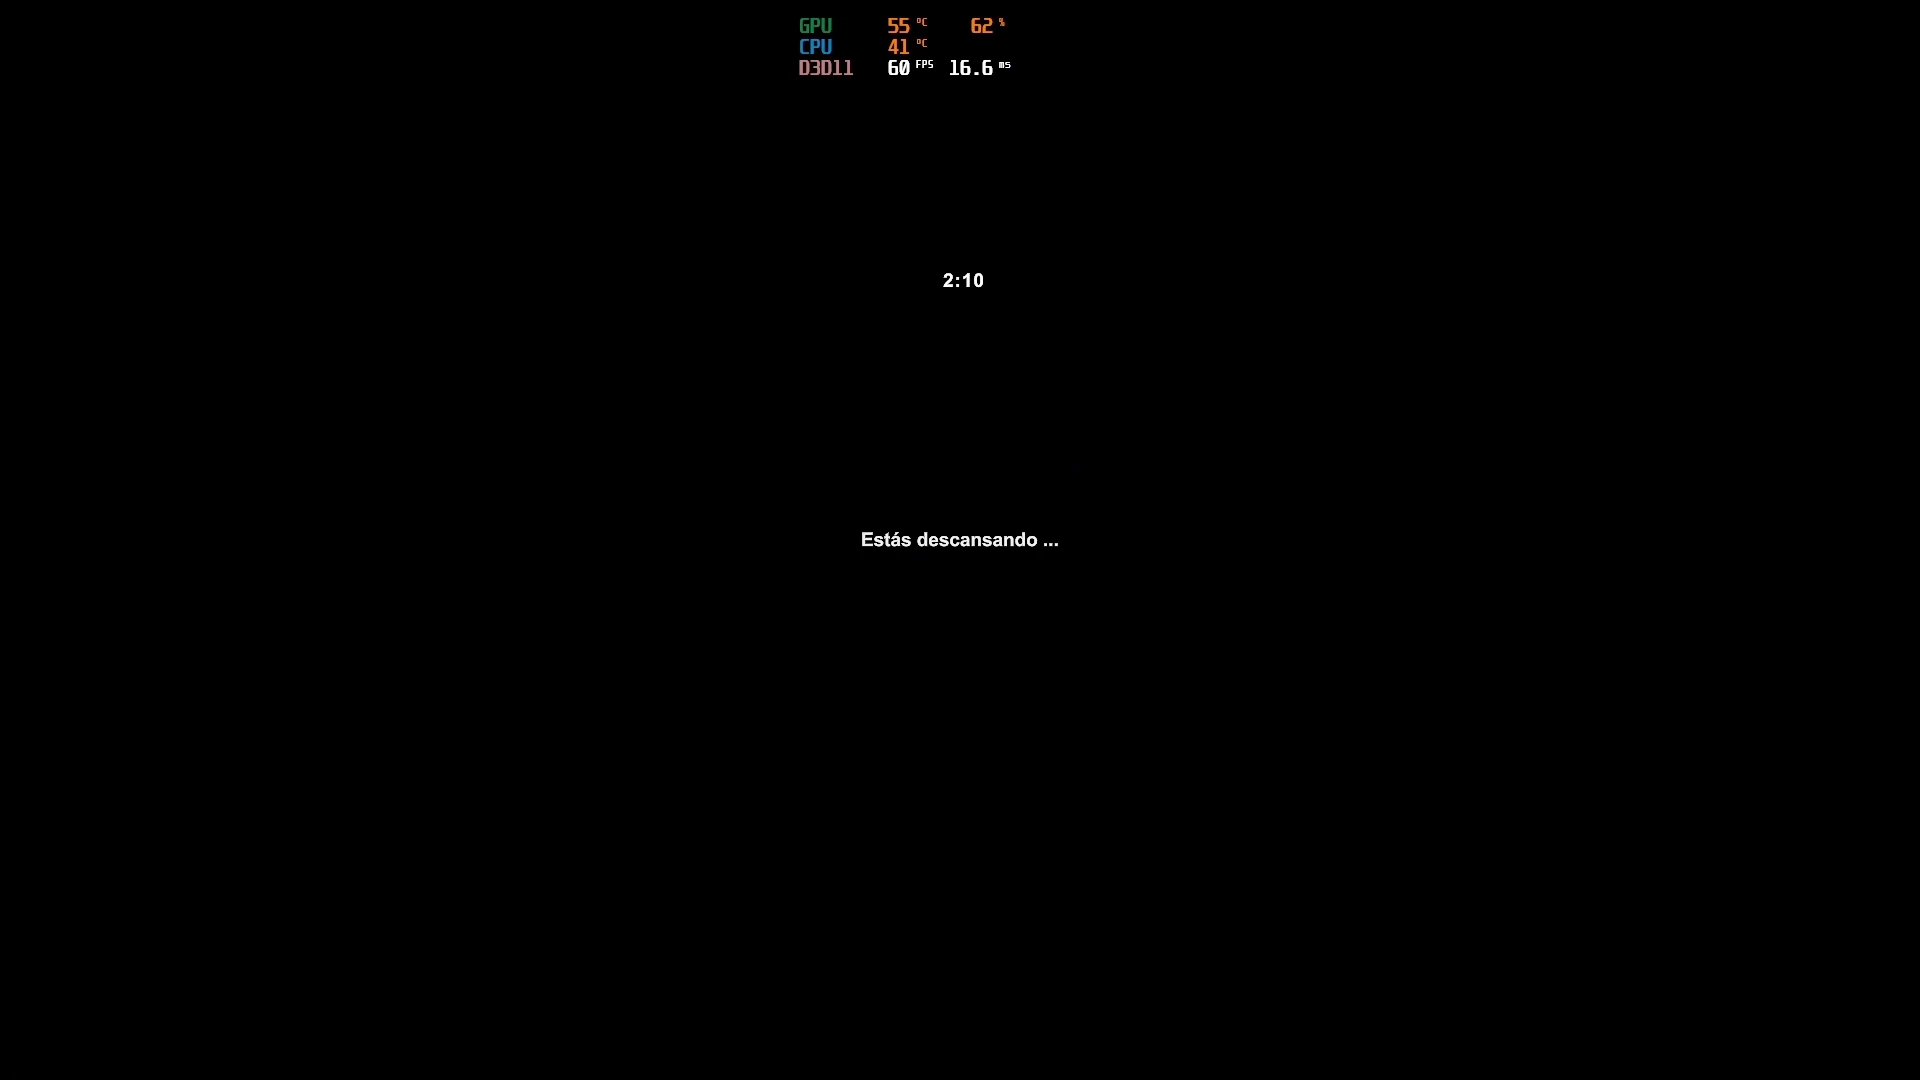 GPU 55 °C 62 %
CPU 41 °C
D3D11 60 FPS 16.6 ms
2:10
Estás descansando ...